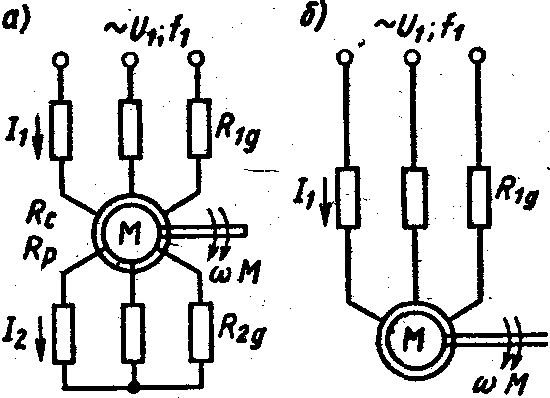 а) ~U₁; f₁
I₁ R₁g
Rc
Rp
M
ω M
I₂ R₂g
б) ~U₁; f₁
I₁ R₁g
M
ω M